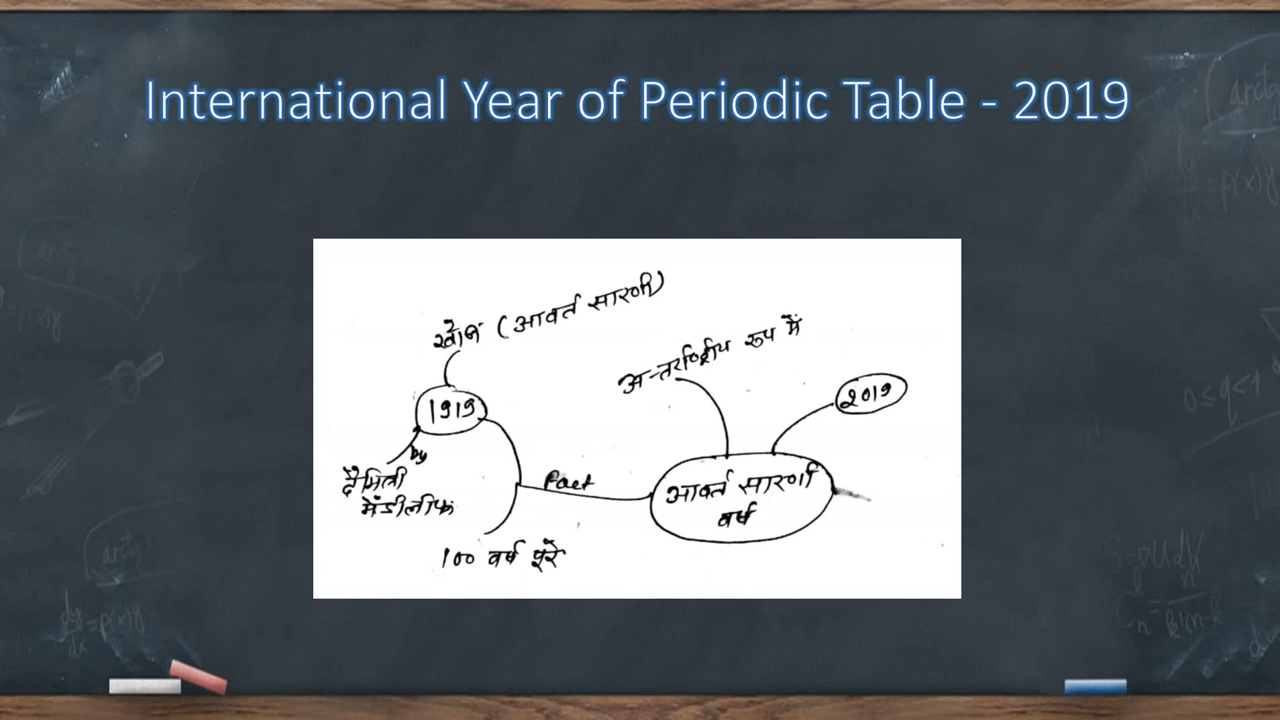 International Year of Periodic Table - 2019
खोज (आवर्त सारणी)
अन्तर्राष्ट्रीय रूप में
1919
2019
by
दैमित्री
मेंडीलीफ
fact
आवर्त सारणी
वर्ष
100 वर्ष पूरे